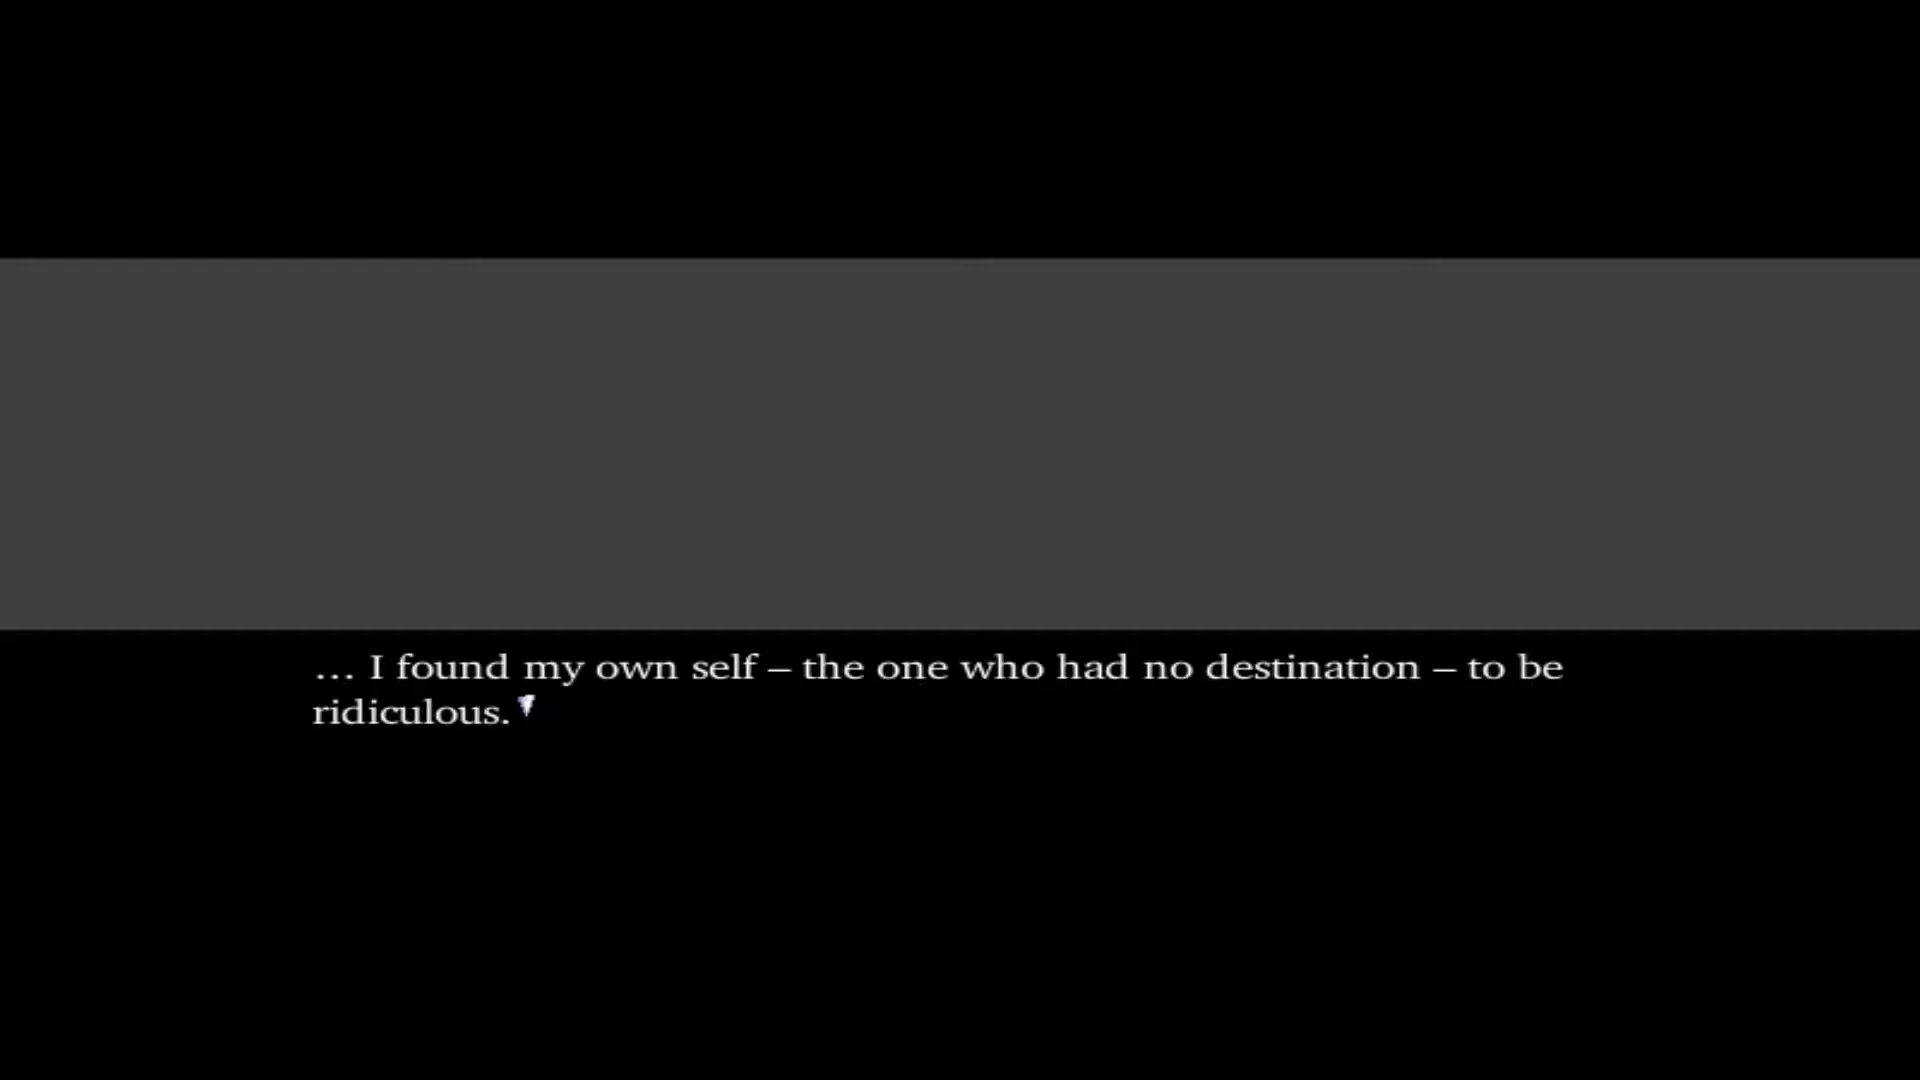 … I found my own self – the one who had no destination – to be
ridiculous.